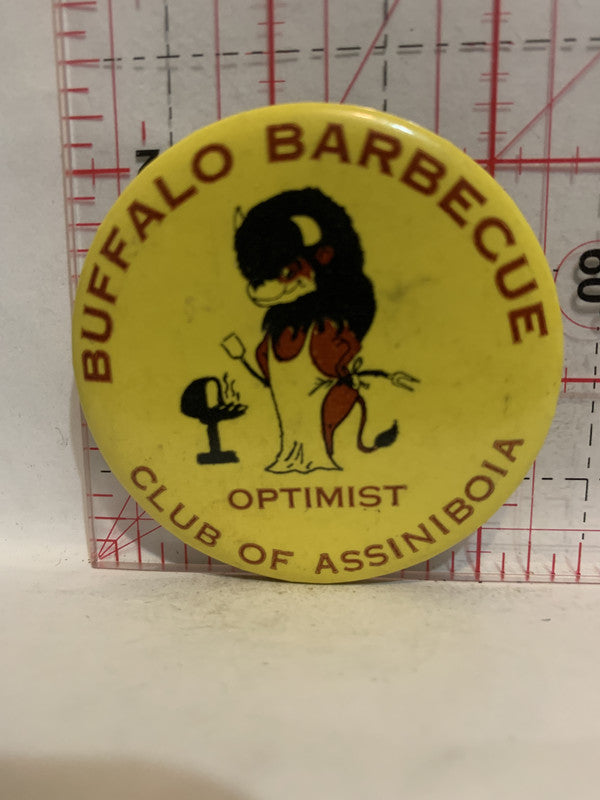 BUFFALO BARBECUE
OPTIMIST
CLUB OF ASSINIBOIA